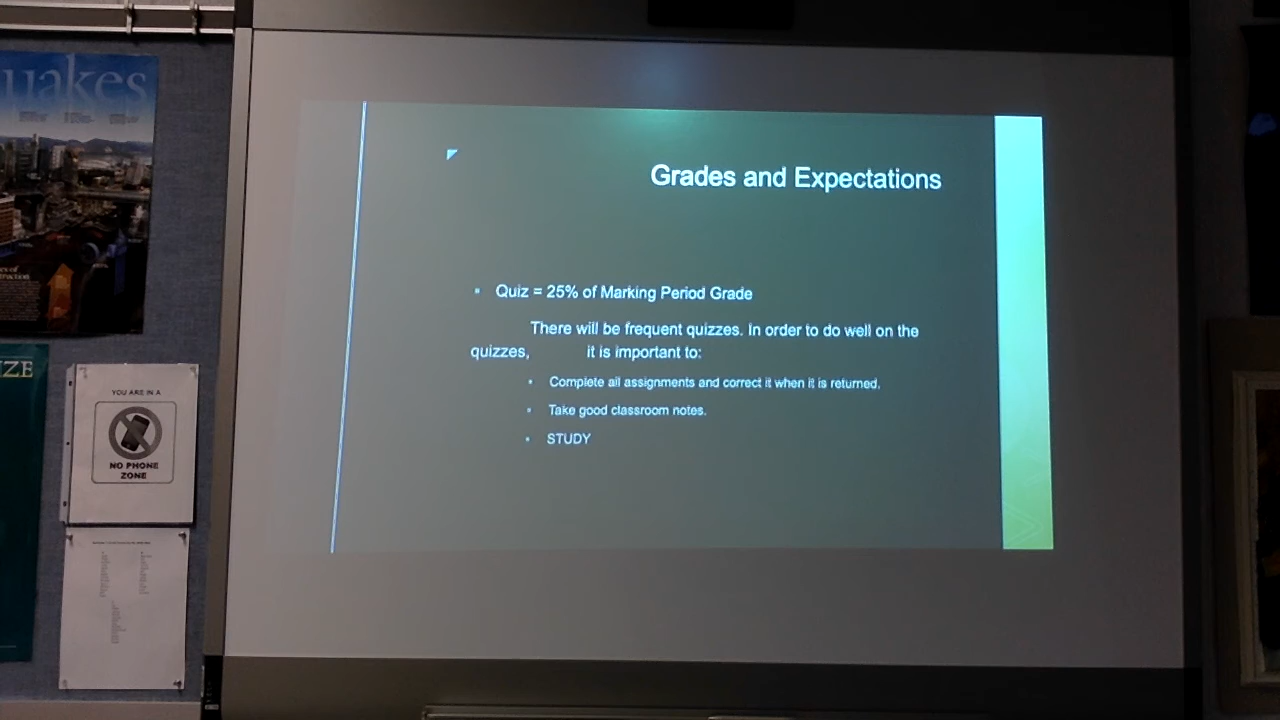 uakes
Grades and Expectations
Quiz = 25% of Marking Period Grade
There will be frequent quizzes. In order to do well on the
quizzes, it is important to:
Complete all assignments and correct it when it is returned.
Take good classroom notes.
STUDY
ZE
YOU ARE IN A
NO PHONE
ZONE